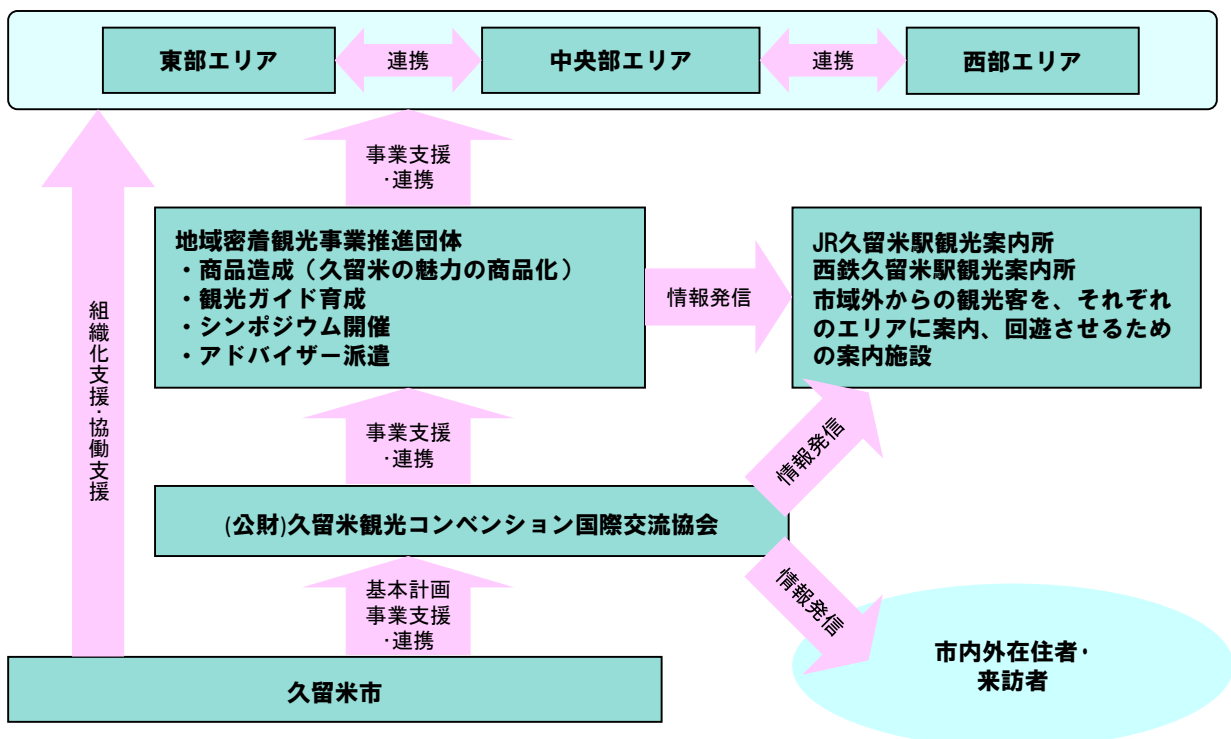 東部エリア
連携
中央部エリア
連携
西部エリア
事業支援
・連携
地域密着観光事業推進団体
・商品造成（久留米の魅力の商品化）
・観光ガイド育成
・シンポジウム開催
・アドバイザー派遣
情報発信
JR久留米駅観光案内所
西鉄久留米駅観光案内所
市域外からの観光客を、それぞれ
のエリアに案内、回遊させるため
の案内施設
組織化支援・協働支援
事業支援
・連携
情報発信
(公財)久留米観光コンベンション国際交流協会
基本計画
事業支援
・連携
情報発信
市内外在住者・
来訪者
久留米市